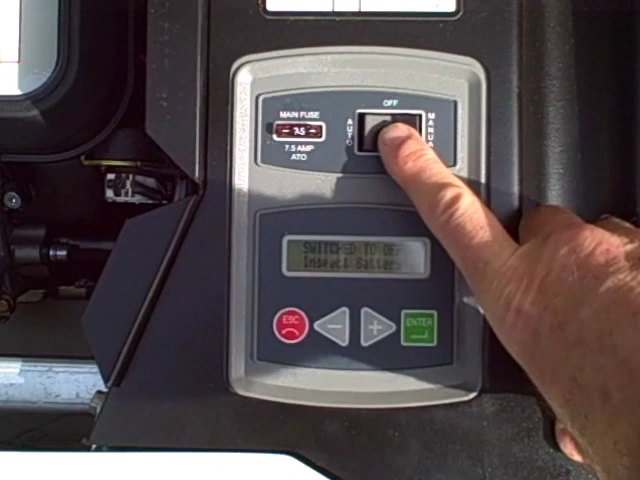 OFF
MAIN FUSE
7.5
7.5 AMP
ATO
AUTO
MANUAL
SWITCHED TO OFF
Inspect Battery
ESC
ENTER